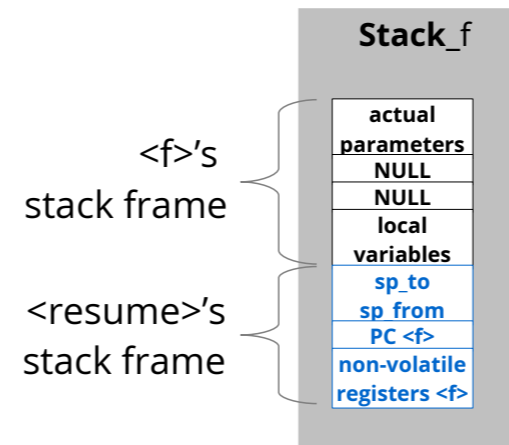 Stack_f
<f>'s
stack frame
actual
parameters
NULL
NULL
local
variables
<resume>'s
stack frame
sp_to
sp_from
PC <f>
non-volatile
registers <f>